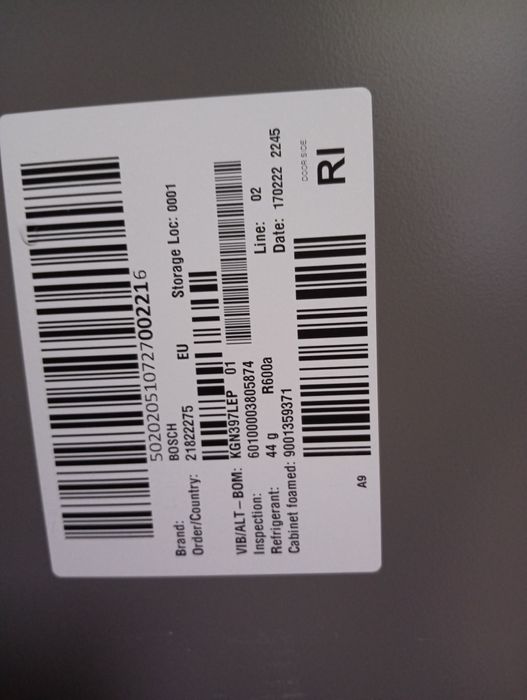 502020510727002216
Brand: BOSCH
Order/Country: 21822275 EU Storage Loc: 0001
VIB/ALT – BOM: KGN397LEP 01
Inspection: 60100003805874 Line: 02
Refrigerant: 44 g R600a Date: 170222 2245
Cabinet foamed: 9001359371
DOOR SIDE
RI
A9